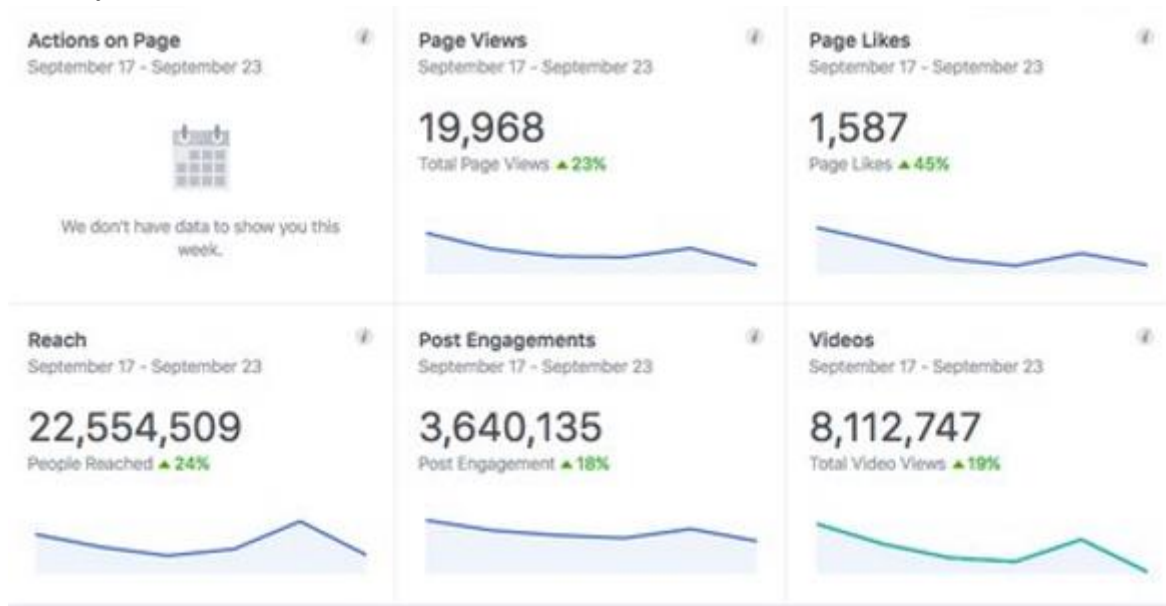 Actions on Page
September 17 - September 23
We don't have data to show you this
week.
Page Views
September 17 - September 23
19,968
Total Page Views ▲ 23%
Page Likes
September 17 - September 23
1,587
Page Likes ▲ 45%
Reach
September 17 - September 23
22,554,509
People Reached ▲ 24%
Post Engagements
September 17 - September 23
3,640,135
Post Engagement ▲ 18%
Videos
September 17 - September 23
8,112,747
Total Video Views ▲ 19%